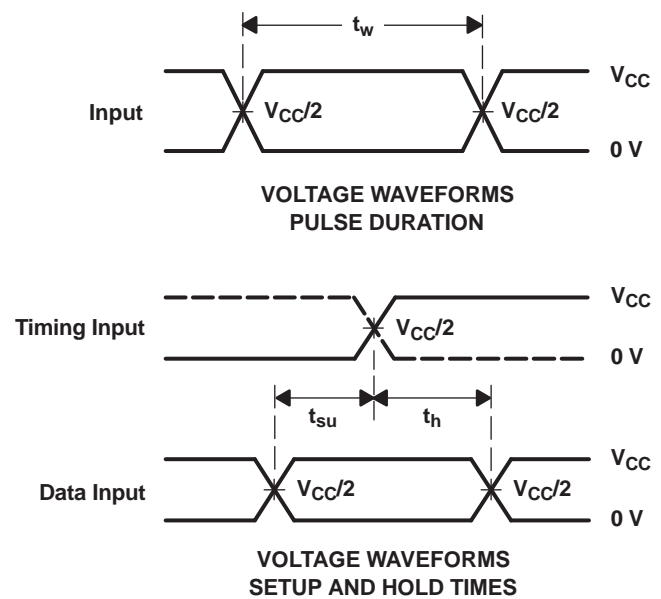 t_w
V_CC
Input V_CC/2 V_CC/2
0 V
VOLTAGE WAVEFORMS
PULSE DURATION
V_CC
Timing Input V_CC/2
0 V
t_su t_h
V_CC
Data Input V_CC/2 V_CC/2
0 V
VOLTAGE WAVEFORMS
SETUP AND HOLD TIMES